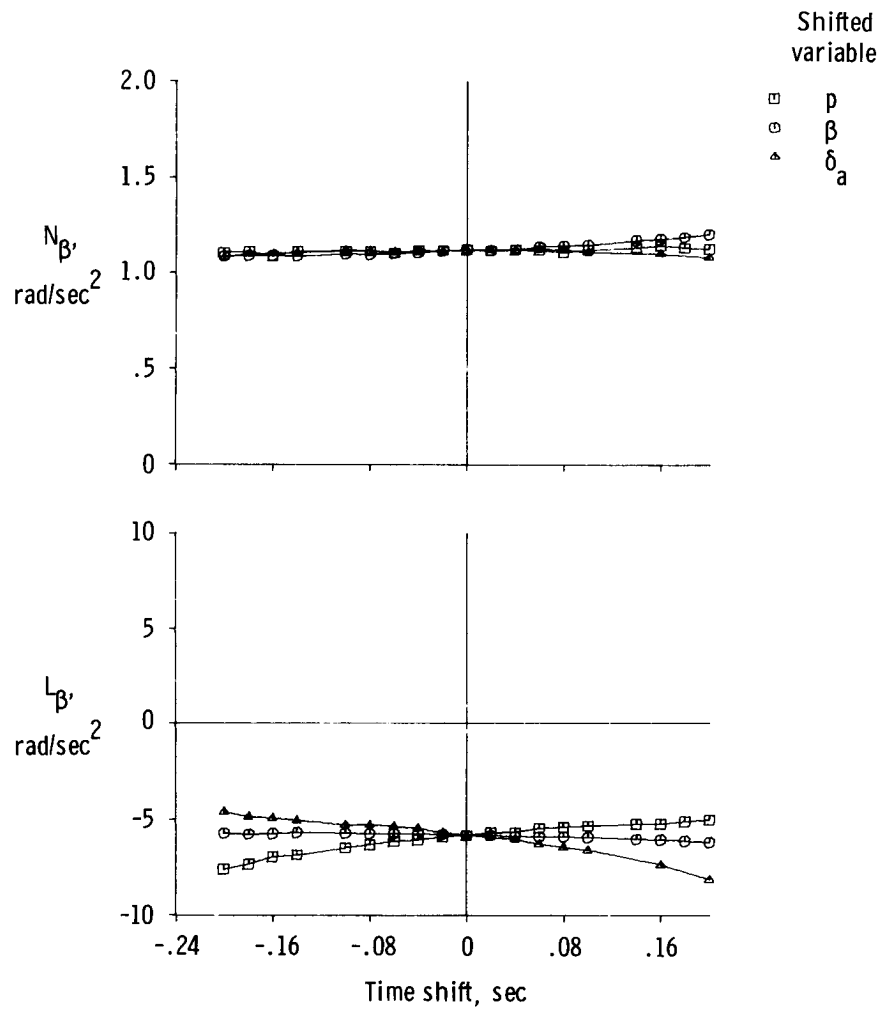 Shifted
variable
p
β
δa
2.0
1.5
1.0
.5
0
Nβ,
rad/sec2
10
5
0
-5
-10
Lβ,
rad/sec2
-.24 -.16 -.08 0 .08 .16
Time shift, sec